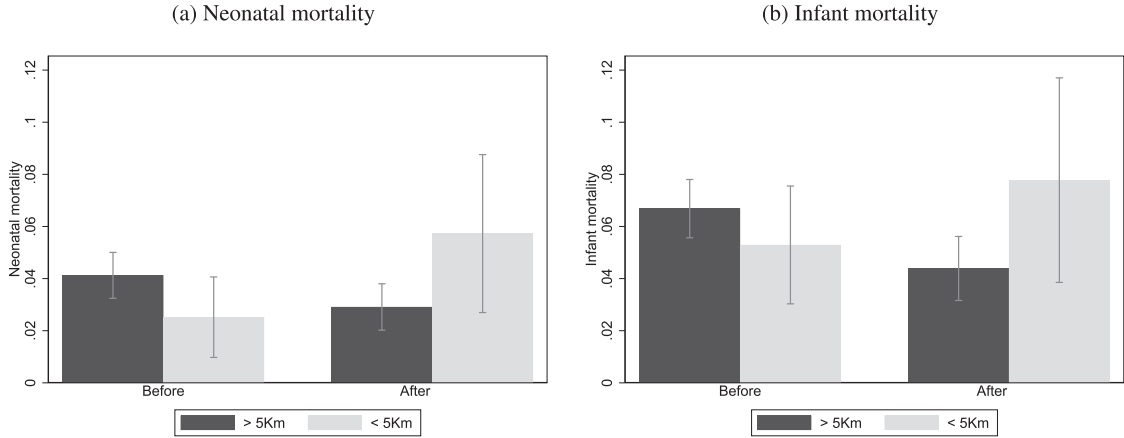 (a) Neonatal mortality
Neonatal mortality
.12
.1
.08
.06
.04
.02
0
Before
After
> 5Km
< 5Km
(b) Infant mortality
Infant mortality
.12
.1
.08
.06
.04
.02
0
Before
After
> 5Km
< 5Km